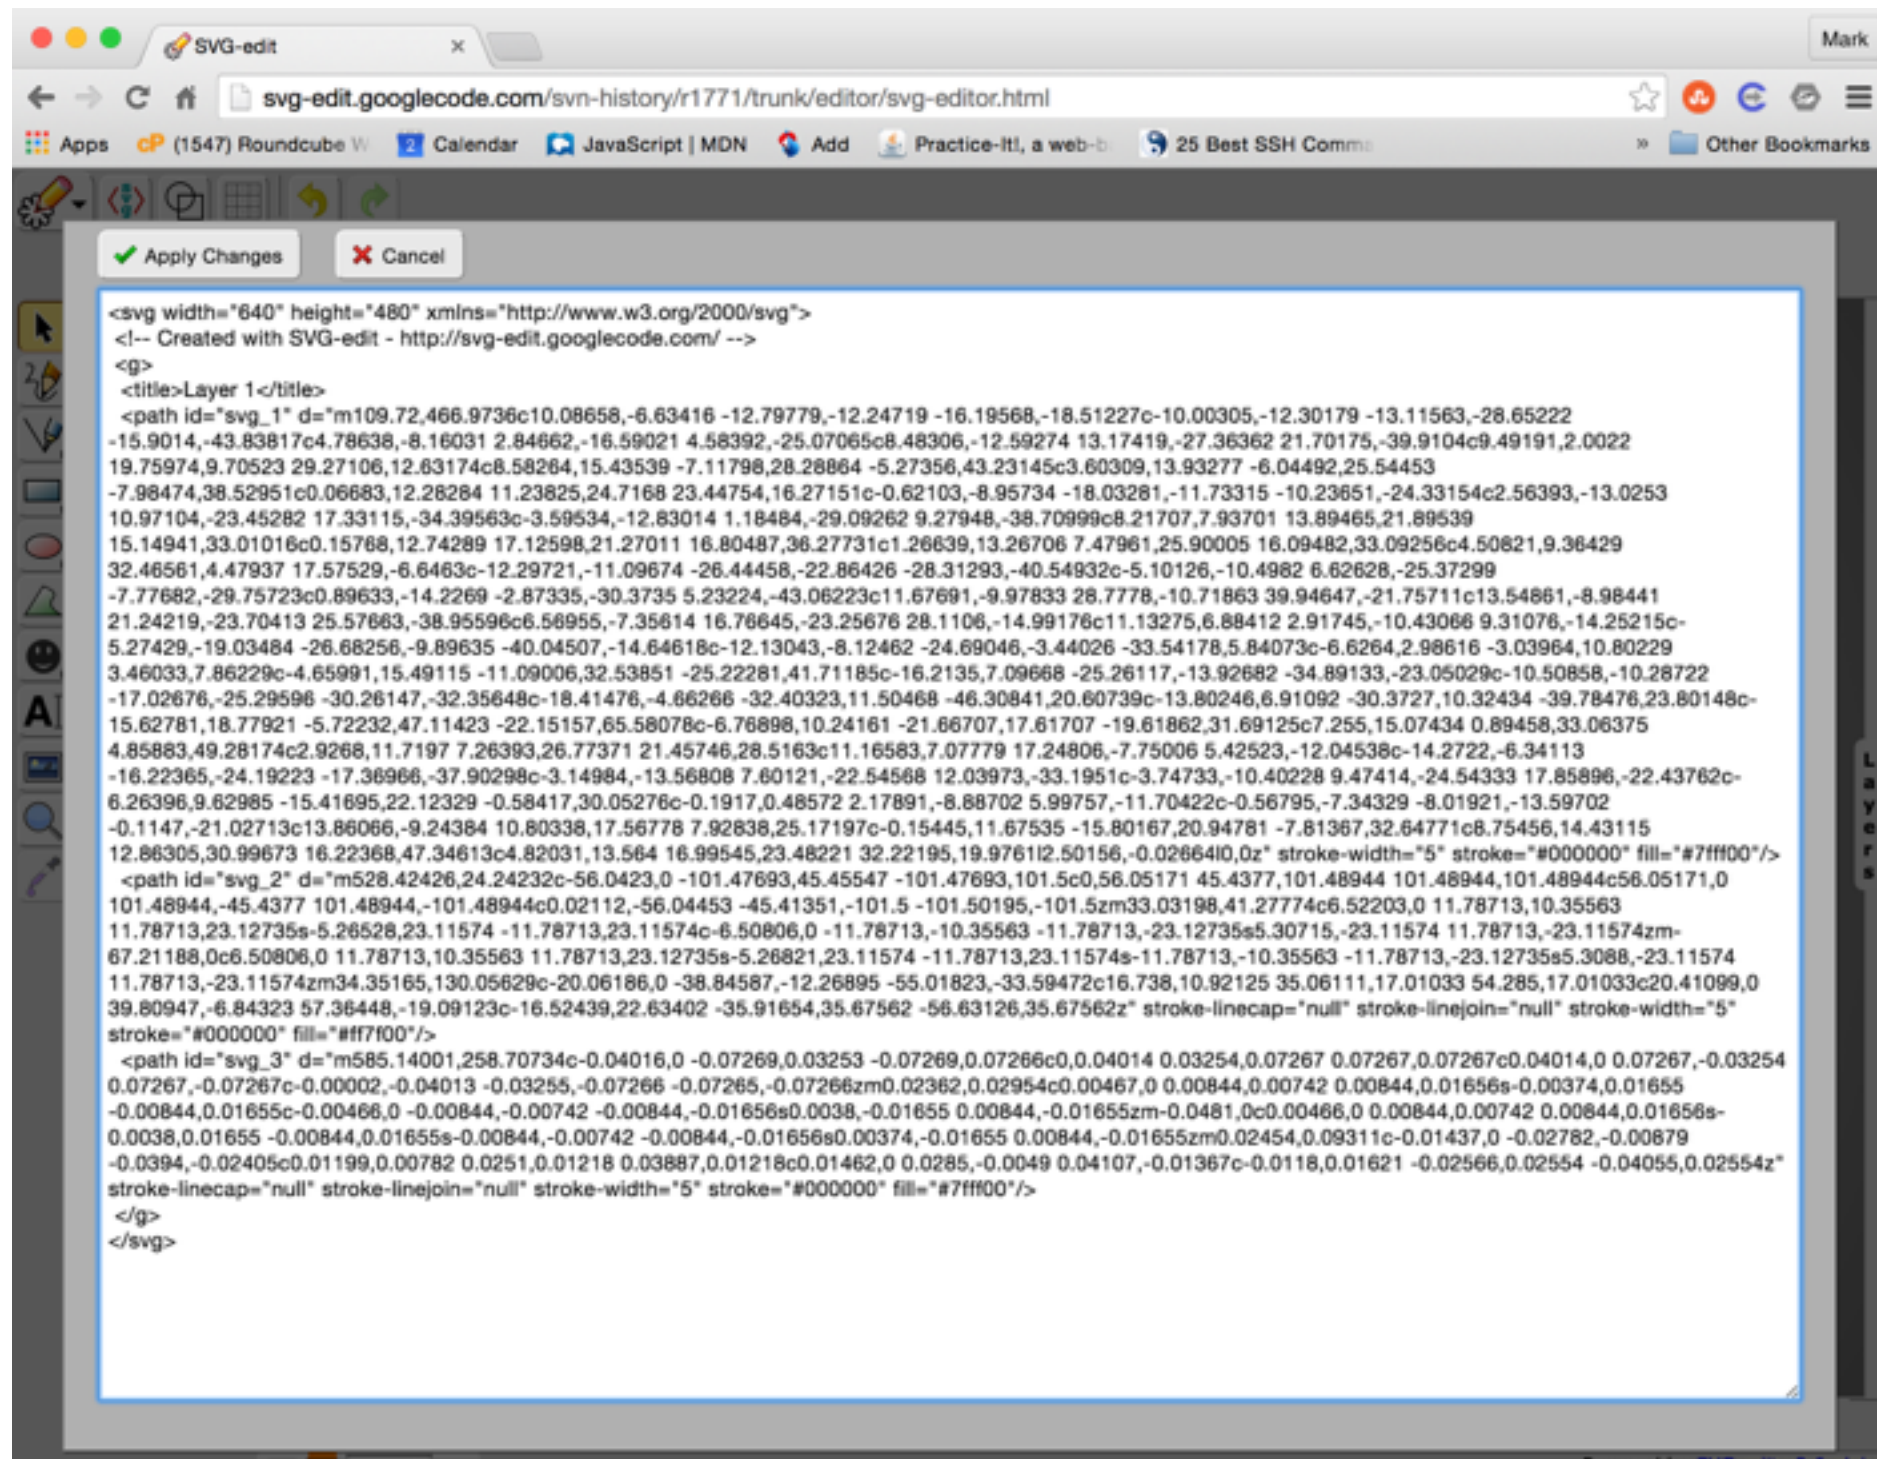 SVG-edit
Mark
svg-edit.googlecode.com/svn-history/r1771/trunk/editor/svg-editor.html
Apps cP (1547) Roundcube W 2 Calendar JavaScript | MDN Add Practice-It!, a web-b 25 Best SSH Comma » Other Bookmarks
Apply Changes Cancel
<svg width="640" height="480" xmlns="http://www.w3.org/2000/svg">
<!-- Created with SVG-edit - http://svg-edit.googlecode.com/ -->
<g>
<title>Layer 1</title>
<path id="svg_1" d="m109.72,466.9736c10.08658,-6.63416 -12.79779,-12.24719 -16.19568,-18.51227c-10.00305,-12.30179 -13.11563,-28.65222
-15.9014,-43.83817c4.78638,-8.16031 2.84662,-16.59021 4.58392,-25.07065c8.48306,-12.59274 13.17419,-27.36362 21.70175,-39.9104c9.49191,2.0022
19.75974,9.70523 29.27106,12.63174c8.58264,15.43539 -7.11798,28.28864 -5.27356,43.23145c3.60309,13.93277 -6.04492,25.54453
-7.98474,38.52951c0.06683,12.28284 11.23825,24.7168 23.44754,16.27151c-0.62103,-8.95734 -18.03281,-11.73315 -10.23651,-24.33154c2.56393,-13.0253
10.97104,-23.45282 17.33115,-34.39563c-3.59534,-12.83014 1.18484,-29.09262 9.27948,-38.70999c8.21707,7.93701 13.89465,21.89539
15.14941,33.01016c0.15768,12.74289 17.12598,21.27011 16.80487,36.27731c1.26639,13.26706 7.47961,25.90005 16.09482,33.09256c4.50821,9.36429
32.46561,4.47937 17.57529,-6.6463c-12.29721,-11.09674 -26.44458,-22.86426 -28.31293,-40.54932c-5.10126,-10.4982 6.62628,-25.37299
-7.77682,-29.75723c0.89633,-14.2269 -2.87335,-30.3735 5.23224,-43.06223c11.67691,-9.97833 28.7778,-10.71863 39.94647,-21.75711c13.54861,-8.98441
21.24219,-23.70413 25.57663,-38.95596c6.56955,-7.35614 16.76645,-23.25676 28.1106,-14.99176c11.13275,6.88412 2.91745,-10.43066 9.31076,-14.25215c-
5.27429,-19.03484 -26.68256,-9.89635 -40.04507,-14.64618c-12.13043,-8.12462 -24.69046,-3.44026 -33.54178,5.84073c-6.6264,2.98616 -3.03964,10.80229
3.46033,7.86229c-4.65991,15.49115 -11.09006,32.53851 -25.22281,41.71185c-16.2135,7.09668 -25.26117,-13.92682 -34.89133,-23.05029c-10.50858,-10.28722
-17.02676,-25.29596 -30.26147,-32.35648c-18.41476,-4.66266 -32.40323,11.50468 -46.30841,20.60739c-13.80246,6.91092 -30.3727,10.32434 -39.78476,23.80148c-
15.62781,18.77921 -5.72232,47.11423 -22.15157,65.58078c-6.76898,10.24161 -21.66707,17.61707 -19.61862,31.69125c7.255,15.07434 0.89458,33.06375
4.85883,49.28174c2.9268,11.7197 7.26393,26.77371 21.45746,28.5163c11.16583,7.07779 17.24806,-7.75006 5.42523,-12.04538c-14.2722,-6.34113
-16.22365,-24.19223 -17.36966,-37.90298c-3.14984,-13.56808 7.60121,-22.54568 12.03973,-33.1951c-3.74733,-10.40228 9.47414,-24.54333 17.85896,-22.43762c-
6.26396,9.62985 -15.41695,22.12329 -0.58417,30.05276c-0.1917,0.48572 2.17891,-8.88702 5.99757,-11.70422c-0.56795,-7.34329 -8.01921,-13.59702
-0.1147,-21.02713c13.86066,-9.24384 10.80338,17.56778 7.92838,25.17197c-0.15445,11.67535 -15.80167,20.94781 -7.81367,32.64771c8.75456,14.43115
12.86305,30.99673 16.22368,47.34613c4.82031,13.564 16.99545,23.48221 32.22195,19.9761l2.50156,-0.02664l0,0z" stroke-width="5" stroke="#000000" fill="#7fff00"/>
<path id="svg_2" d="m528.42426,24.24232c-56.0423,0 -101.47693,45.45547 -101.47693,101.5c0,56.05171 45.4377,101.48944 101.48944,101.48944c56.05171,0
101.48944,-45.4377 101.48944,-101.48944c0.02112,-56.04453 -45.41351,-101.5 -101.50195,-101.5zm33.03198,41.27774c6.52203,0 11.78713,10.35563
11.78713,23.12735s-5.26528,23.11574 -11.78713,23.11574c-6.50806,0 -11.78713,-10.35563 -11.78713,-23.12735s5.30715,-23.11574 11.78713,-23.11574zm-
67.21188,0c6.50806,0 11.78713,10.35563 11.78713,23.12735s-5.26821,23.11574 -11.78713,23.11574s-11.78713,-10.35563 -11.78713,-23.12735s5.3088,-23.11574
11.78713,-23.11574zm34.35165,130.05629c-20.06186,0 -38.84587,-12.26895 -55.01823,-33.59472c16.738,10.92125 35.06111,17.01033 54.285,17.01033c20.41099,0
39.80947,-6.84323 57.36448,-19.09123c-16.52439,22.63402 -35.91654,35.67562 -56.63126,35.67562z" stroke-linecap="null" stroke-linejoin="null" stroke-width="5"
stroke="#000000" fill="#ff7f00"/>
<path id="svg_3" d="m585.14001,258.70734c-0.04016,0 -0.07269,0.03253 -0.07269,0.07266c0,0.04014 0.03254,0.07267 0.07267,0.07267c0.04014,0 0.07267,-0.03254
0.07267,-0.07267c-0.00002,-0.04013 -0.03255,-0.07266 -0.07265,-0.07266zm0.02362,0.02954c0.00467,0 0.00844,0.00742 0.00844,0.01656s-0.00374,0.01655
-0.00844,0.01655c-0.00466,0 -0.00844,-0.00742 -0.00844,-0.01656s0.0038,-0.01655 0.00844,-0.01655zm-0.0481,0c0.00466,0 0.00844,0.00742 0.00844,0.01656s-
0.0038,0.01655 -0.00844,0.01655s-0.00844,-0.00742 -0.00844,-0.01656s0.00374,-0.01655 0.00844,-0.01655zm0.02454,0.09311c-0.01437,0 -0.02782,-0.00879
-0.0394,-0.02405c0.01199,0.00782 0.0251,0.01218 0.03887,0.01218c0.01462,0 0.0285,-0.0049 0.04107,-0.01367c-0.0118,0.01621 -0.02566,0.02554 -0.04055,0.02554z"
stroke-linecap="null" stroke-linejoin="null" stroke-width="5" stroke="#000000" fill="#7fff00"/>
</g>
</svg>
Layers